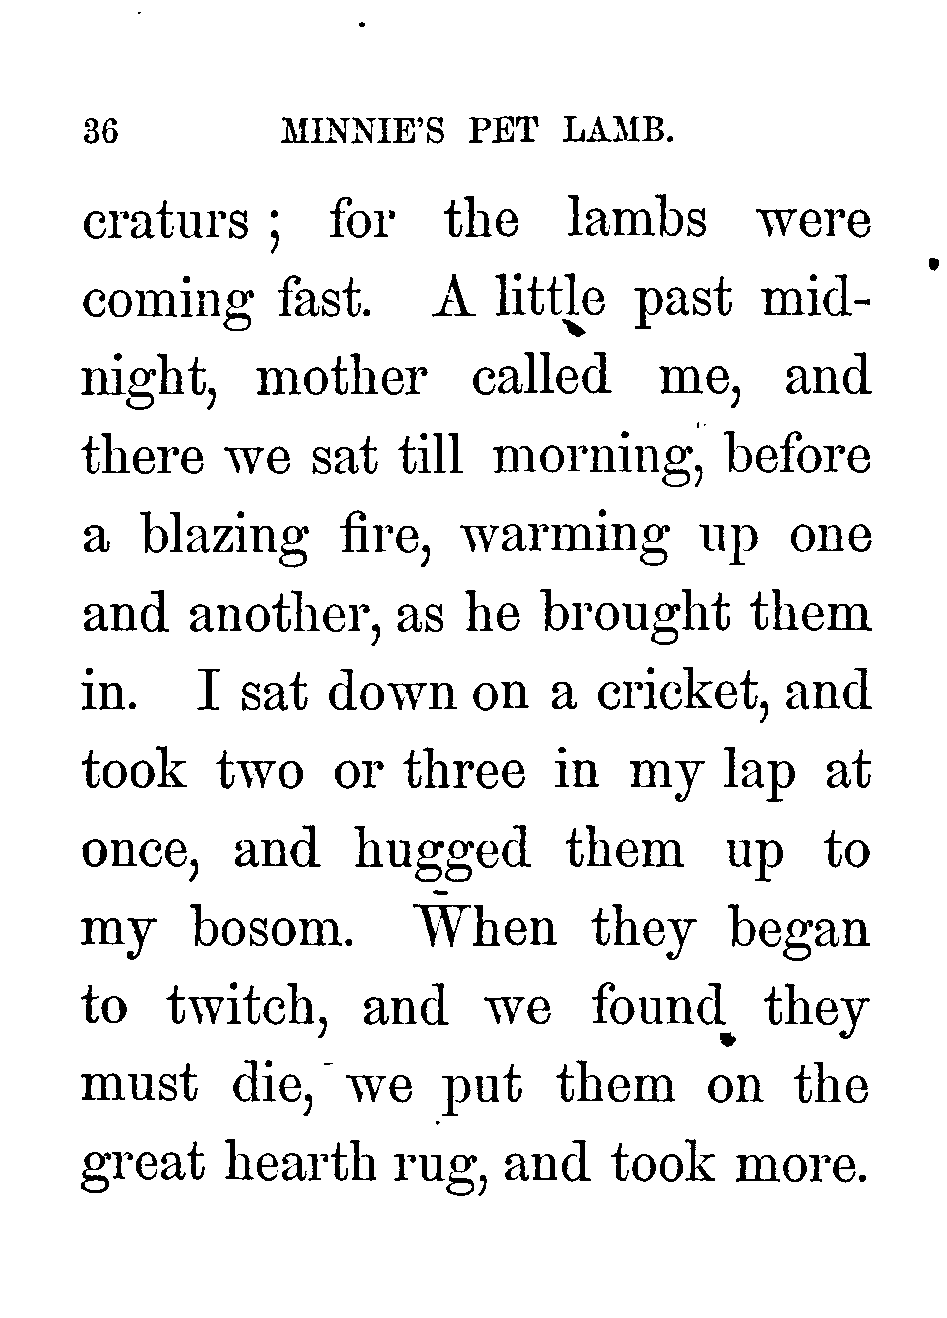 36 MINNIE'S PET LAMB.
craturs ; for the lambs were
coming fast. A little past mid-
night, mother called me, and
there we sat till morning, before
a blazing fire, warming up one
and another, as he brought them
in. I sat down on a cricket, and
took two or three in my lap at
once, and hugged them up to
my bosom. When they began
to twitch, and we found they
must die, we put them on the
great hearth rug, and took more.